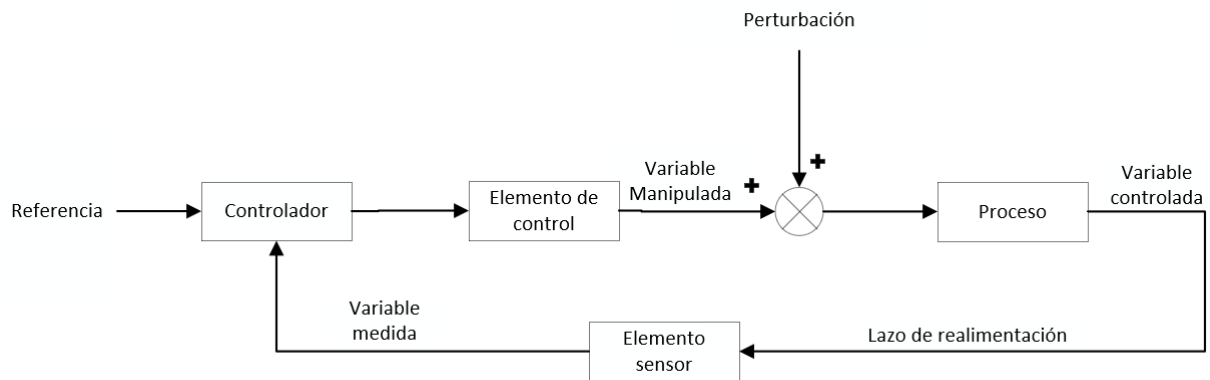 Perturbación
Variable
Manipulada
Variable
controlada
Referencia
Controlador
Elemento de
control
Proceso
Variable
medida
Elemento
sensor
Lazo de realimentación